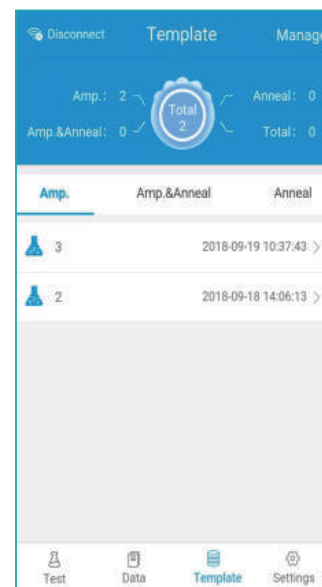 Disconnect Template Manage
Amp.: 2 Total Anneal: 0
Amp.&Anneal: 0 2 Total: 0
Amp. Amp.&Anneal Anneal
3 2018-09-19 10:37:43 >
2 2018-09-18 14:06:13 >
Test Data Template Settings